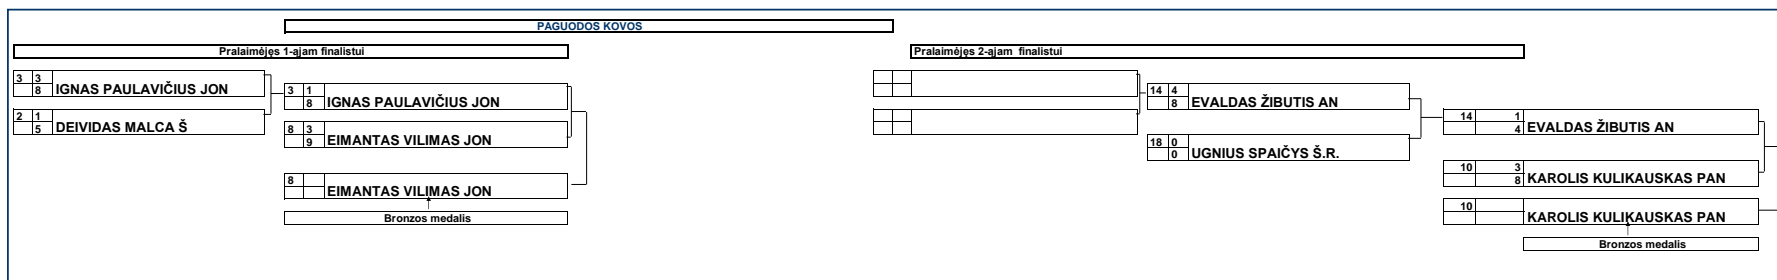 PAGUODOS KOVOS
Pralaimėjęs 1-ąjam finalistui
3 3
8 IGNAS PAULAVIČIUS JON
2 1
5 DEIVIDAS MALCA Š
3 1
8 IGNAS PAULAVIČIUS JON
8 3
9 EIMANTAS VILIMAS JON
8
EIMANTAS VILIMAS JON
Bronzos medalis
Pralaimėjęs 2-ąjam finalistui
14 4
8 EVALDAS ŽIBUTIS AN
18 0
0 UGNIUS SPAIČYS Š.R.
14 1
4 EVALDAS ŽIBUTIS AN
10 3
8 KAROLIS KULIKAUSKAS PAN
10
KAROLIS KULIKAUSKAS PAN
Bronzos medalis